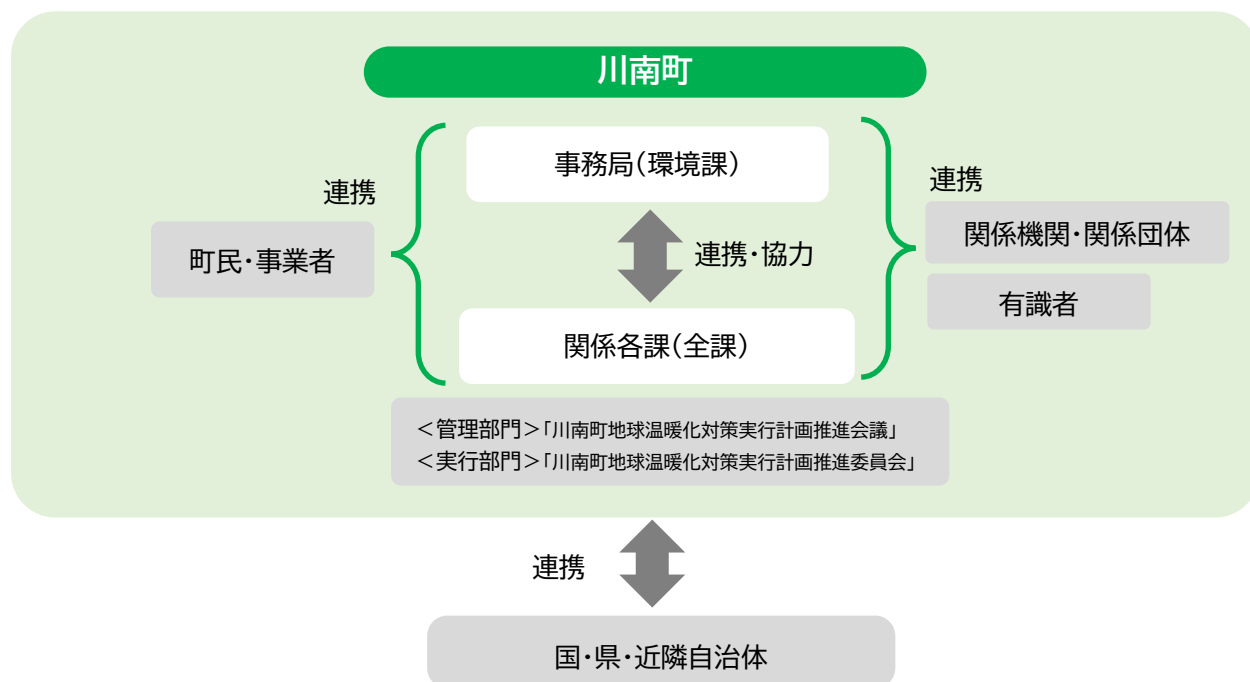 川南町
事務局(環境課)
連携
町民・事業者
連携・協力
連携
関係機関・関係団体
有識者
関係各課(全課)
<管理部門>「川南町地球温暖化対策実行計画推進会議」
<実行部門>「川南町地球温暖化対策実行計画推進委員会」
連携
国・県・近隣自治体